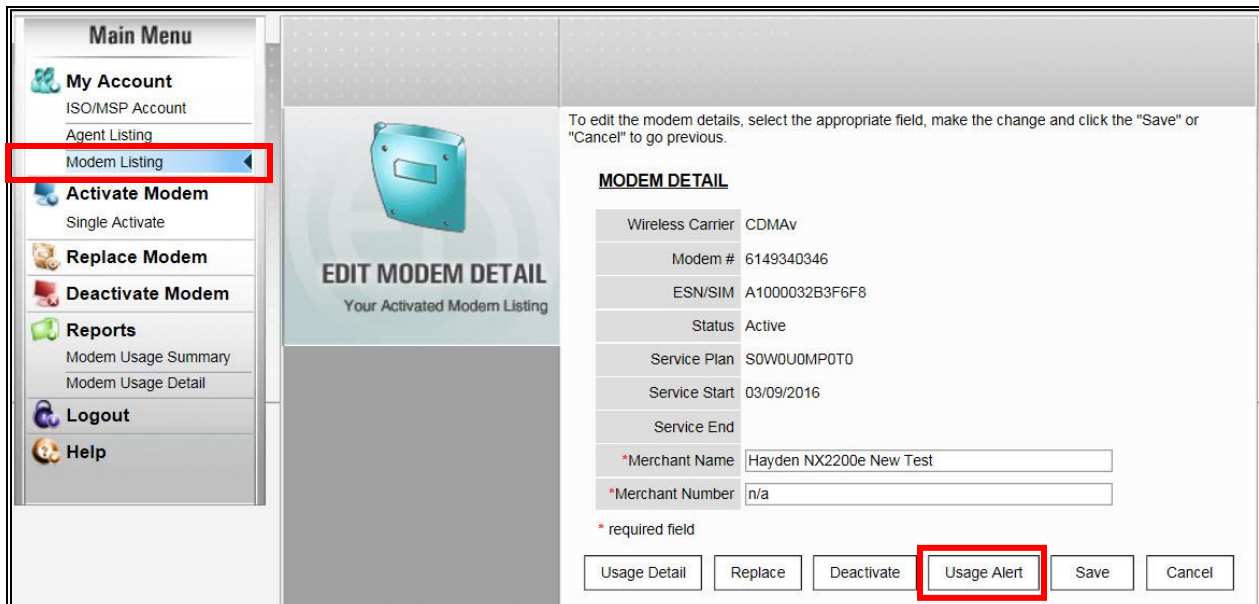 Main Menu
My Account
ISO/MSP Account
Agent Listing
Modem Listing
Activate Modem
Single Activate
Replace Modem
Deactivate Modem
Reports
Modem Usage Summary
Modem Usage Detail
Logout
Help
EDIT MODEM DETAIL
Your Activated Modem Listing
To edit the modem details, select the appropriate field, make the change and click the "Save" or
"Cancel" to go previous.
MODEM DETAIL
Wireless Carrier CDMAv
Modem # 6149340346
ESN/SIM A1000032B3F6F8
Status Active
Service Plan S0W0U0MP0T0
Service Start 03/09/2016
Service End
*Merchant Name Hayden NX2200e New Test
*Merchant Number n/a
* required field
Usage Detail Replace Deactivate Usage Alert Save Cancel